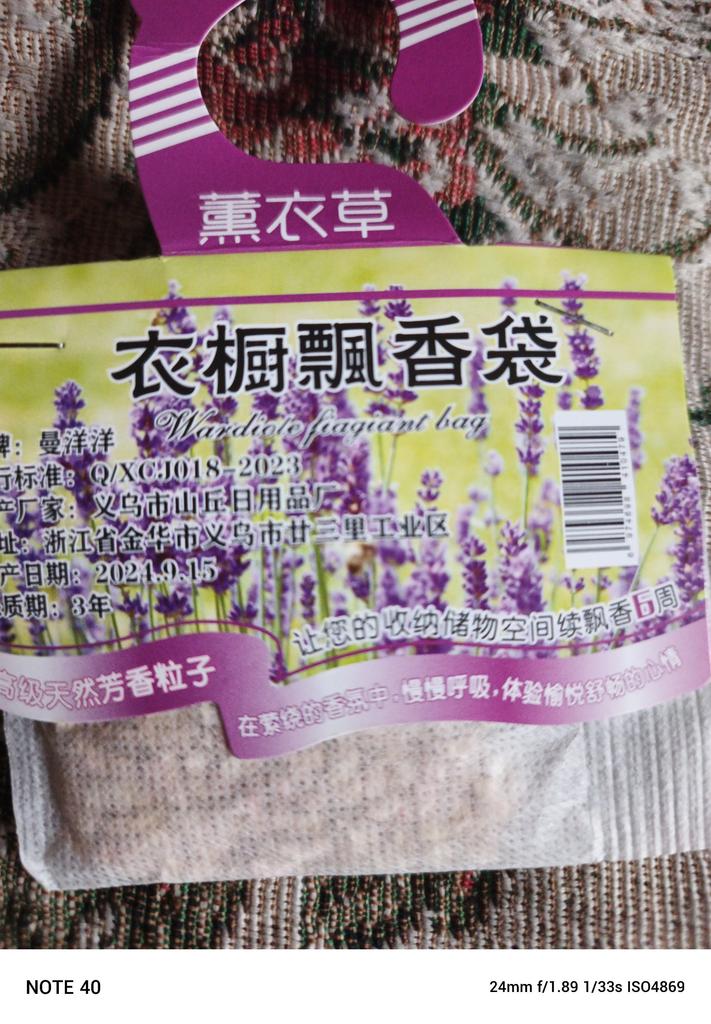 薰衣草
衣橱飘香袋
Wardiole fiagiant bag
牌：曼洋洋
行标准：Q/XCJ018-2023
产厂家：义乌市山丘日用品厂
址：浙江省金华市义乌市廿三里工业区
产日期：2024.9.15
质期：3年
让您的收纳储物空间续飘香6周
高级天然芳香粒子
在萦绕的香氛中，慢慢呼吸，体验愉悦舒畅的心情
NOTE 40
24mm f/1.89 1/33s ISO4869